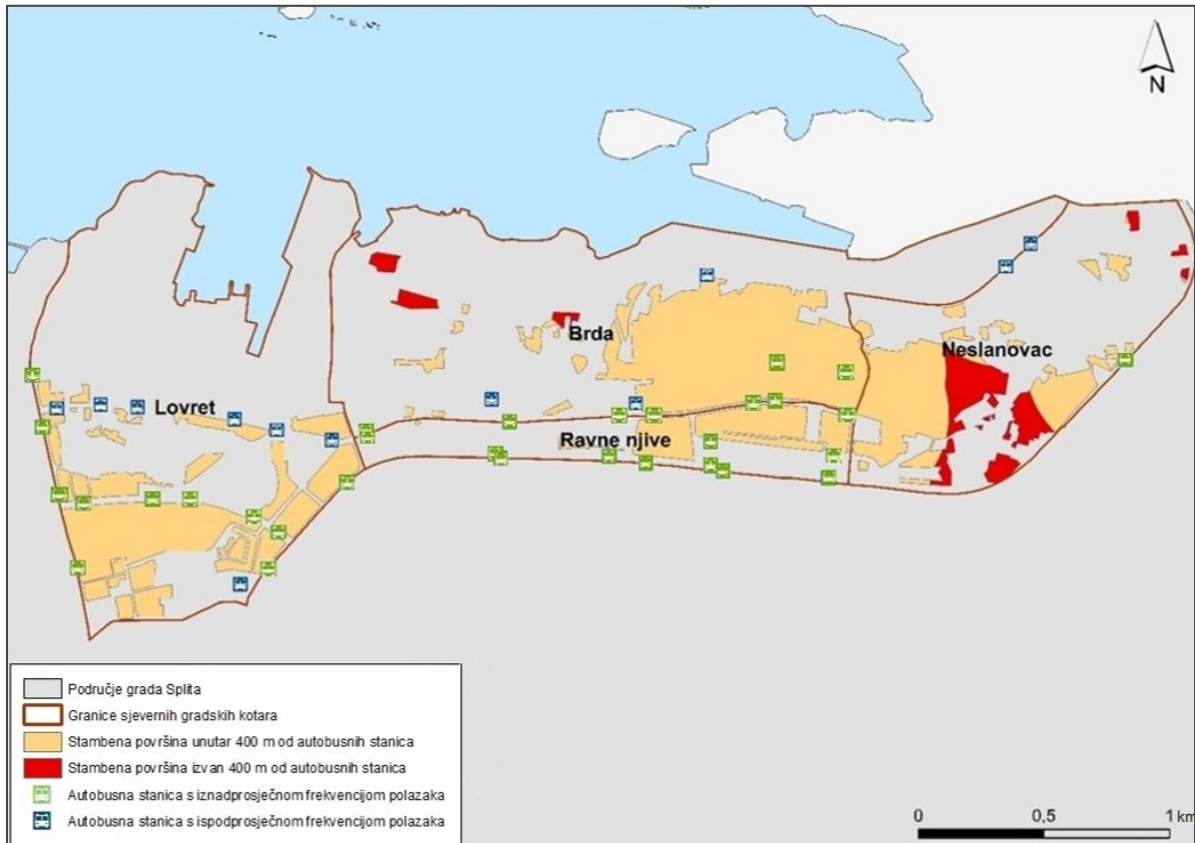 N
Brda
Neslanovac
Lovret
Ravne njive
Područje grada Splita
Granice sjevernih gradskih kotara
Stambena površina unutar 400 m od autobusnih stanica
Stambena površina izvan 400 m od autobusnih stanica
Autobusna stanica s iznadprosječnom frekvencijom polazaka
Autobusna stanica s ispodprosječnom frekvencijom polazaka
0 0,5 1 km